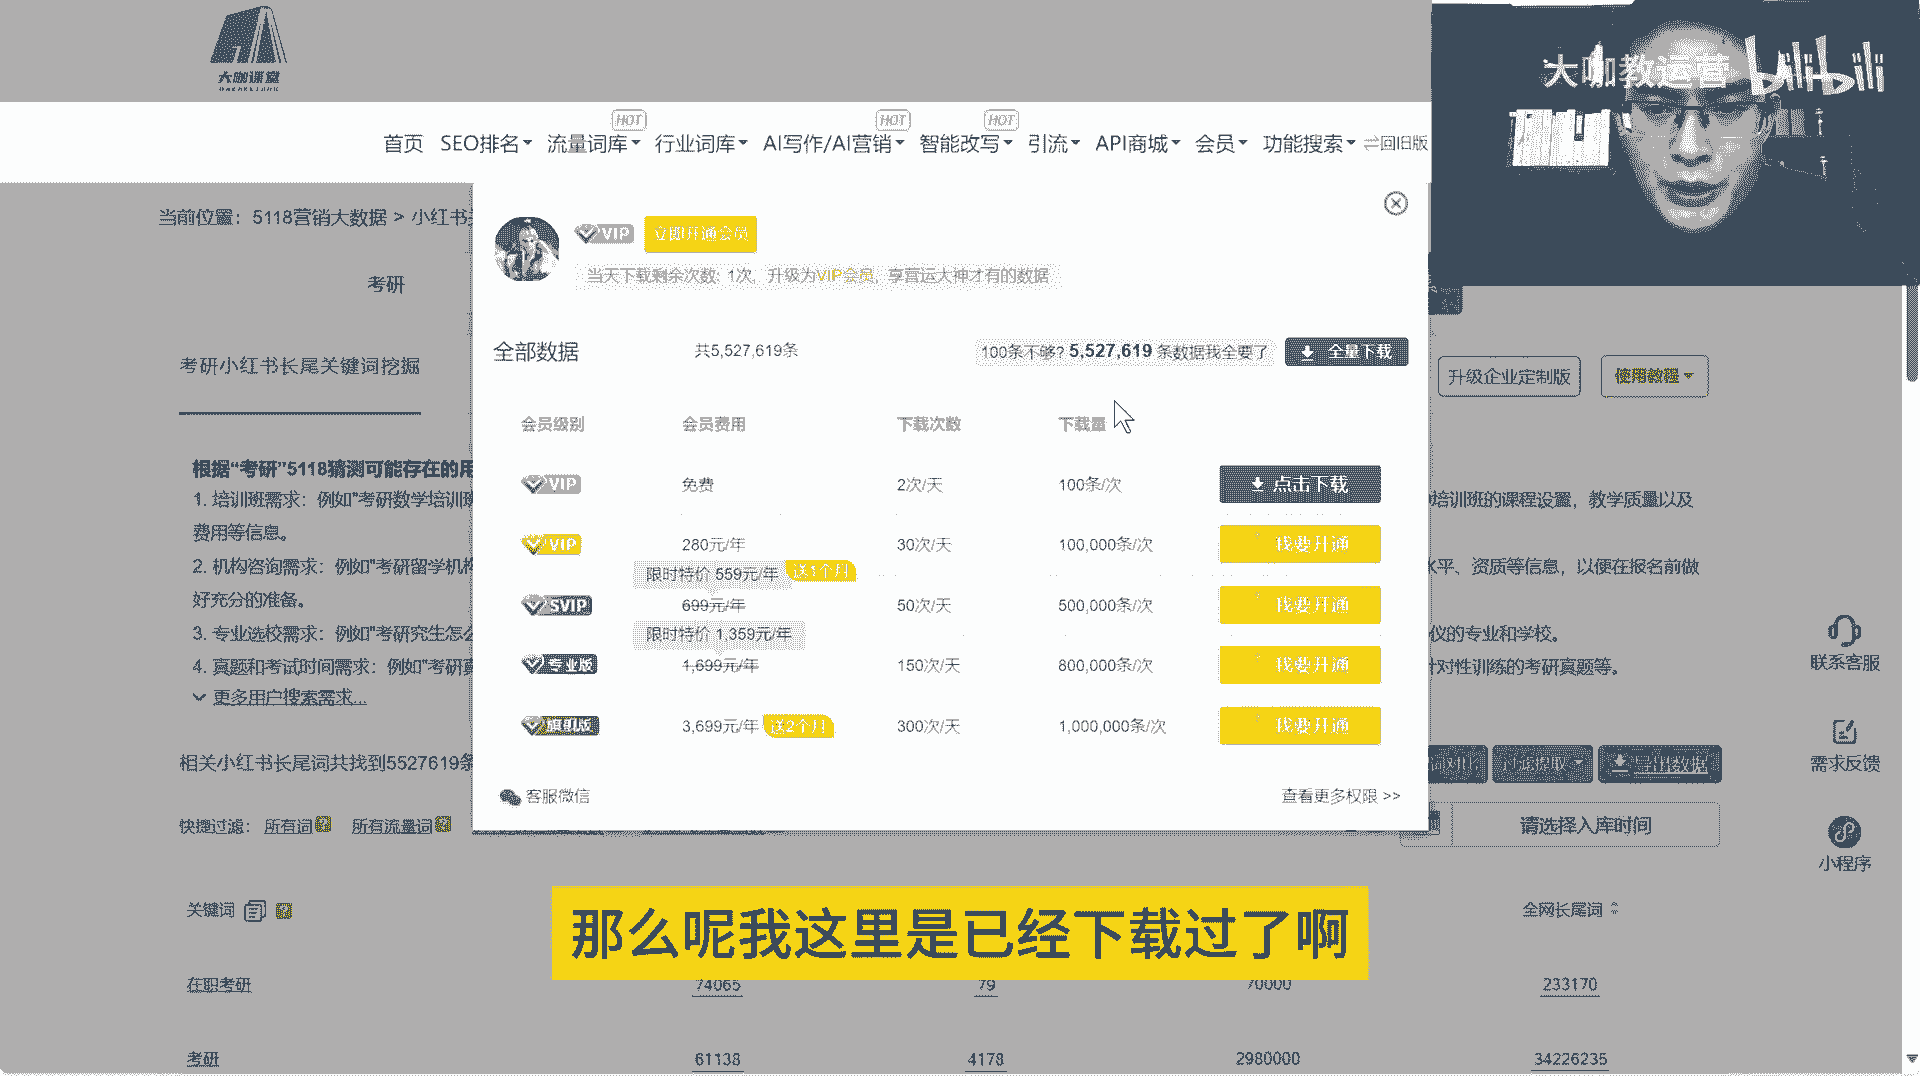 大咖课堂
大咖教运营 bilibili
HOT HOT HOT
首页 SEO排名 流量词库 行业词库 AI写作/AI营销 智能改写 引流 API商城 会员 功能搜索 回旧版
当前位置：5118营销大数据 > 小红书
VIP 立即开通会员
当天下载剩余次数: 1次，升级为VIP会员，享营运大神才有的数据
考研
全部数据 共5,527,619条 100条不够? 5,527,619 条数据我全要了 全量下载
考研小红书长尾关键词挖掘
升级企业定制版 使用教程
会员级别 会员费用 下载次数 下载量
VIP 免费 2次/天 100条/次 点击下载
VIP 280元/年 30次/天 100,000条/次 我要开通
限时特价 559元/年 送1个月
SVIP 699元/年 50次/天 500,000条/次 我要开通
限时特价 1,359元/年
专业版 1,699元/年 150次/天 800,000条/次 我要开通
旗舰版 3,699元/年 送2个月 300次/天 1,000,000条/次 我要开通
客服微信 查看更多权限 >>
根据“考研”5118猜测可能存在的用
1. 培训班需求：例如"考研数学培训班
培训班的课程设置，教学质量以及
费用等信息。
2. 机构咨询需求：例如"考研留学机构
水平、资质等信息，以便在报名前做
好充分的准备。
3. 专业选校需求：例如"考研究生怎么
仪的专业和学校。
4. 真题和考试时间需求：例如"考研真
针对性训练的考研真题等。
更多用户搜索需求...
联系客服
需求反馈
小程序
相关小红书长尾词共找到5527619条
词对比 过滤提取 导出数据
快捷过滤： 所有词 所有流量词
请选择入库时间
关键词 全网长尾词
那么呢我这里是已经下载过了啊
在职考研 74065 79 70000 233170
考研 61138 4178 2980000 34226235